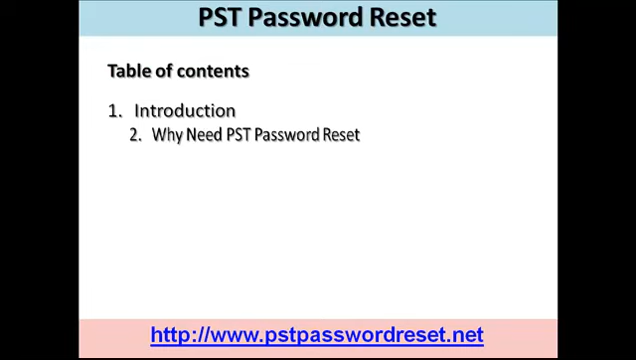 PST Password Reset
Table of contents
1. Introduction
2. Why Need PST Password Reset
http://www.pstpasswordreset.net